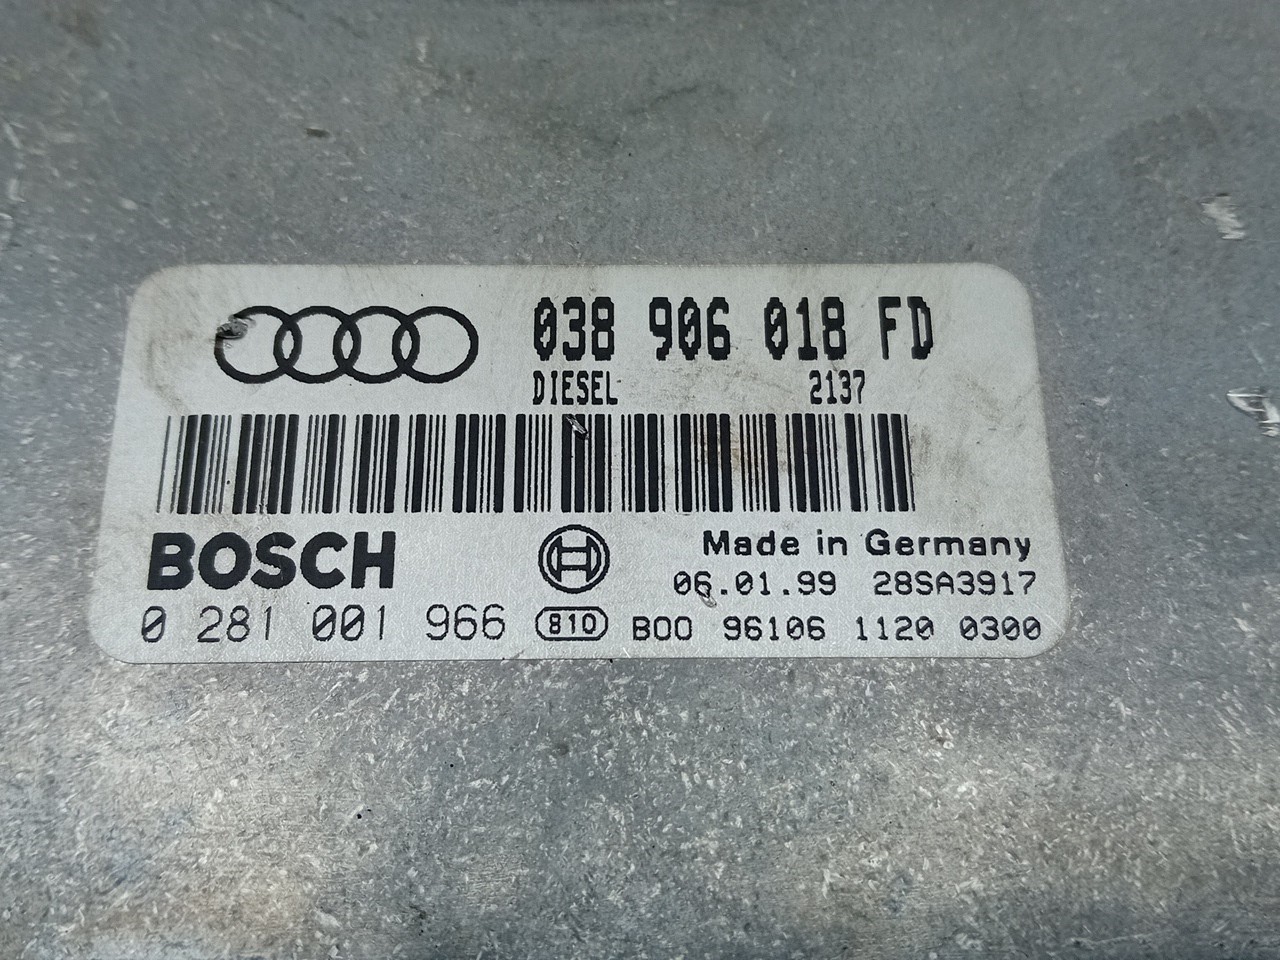 038 906 018 FD
DIESEL 2137
BOSCH Made in Germany
06.01.99 28SA3917
0 281 001 966 810 B00 96106 1120 0300